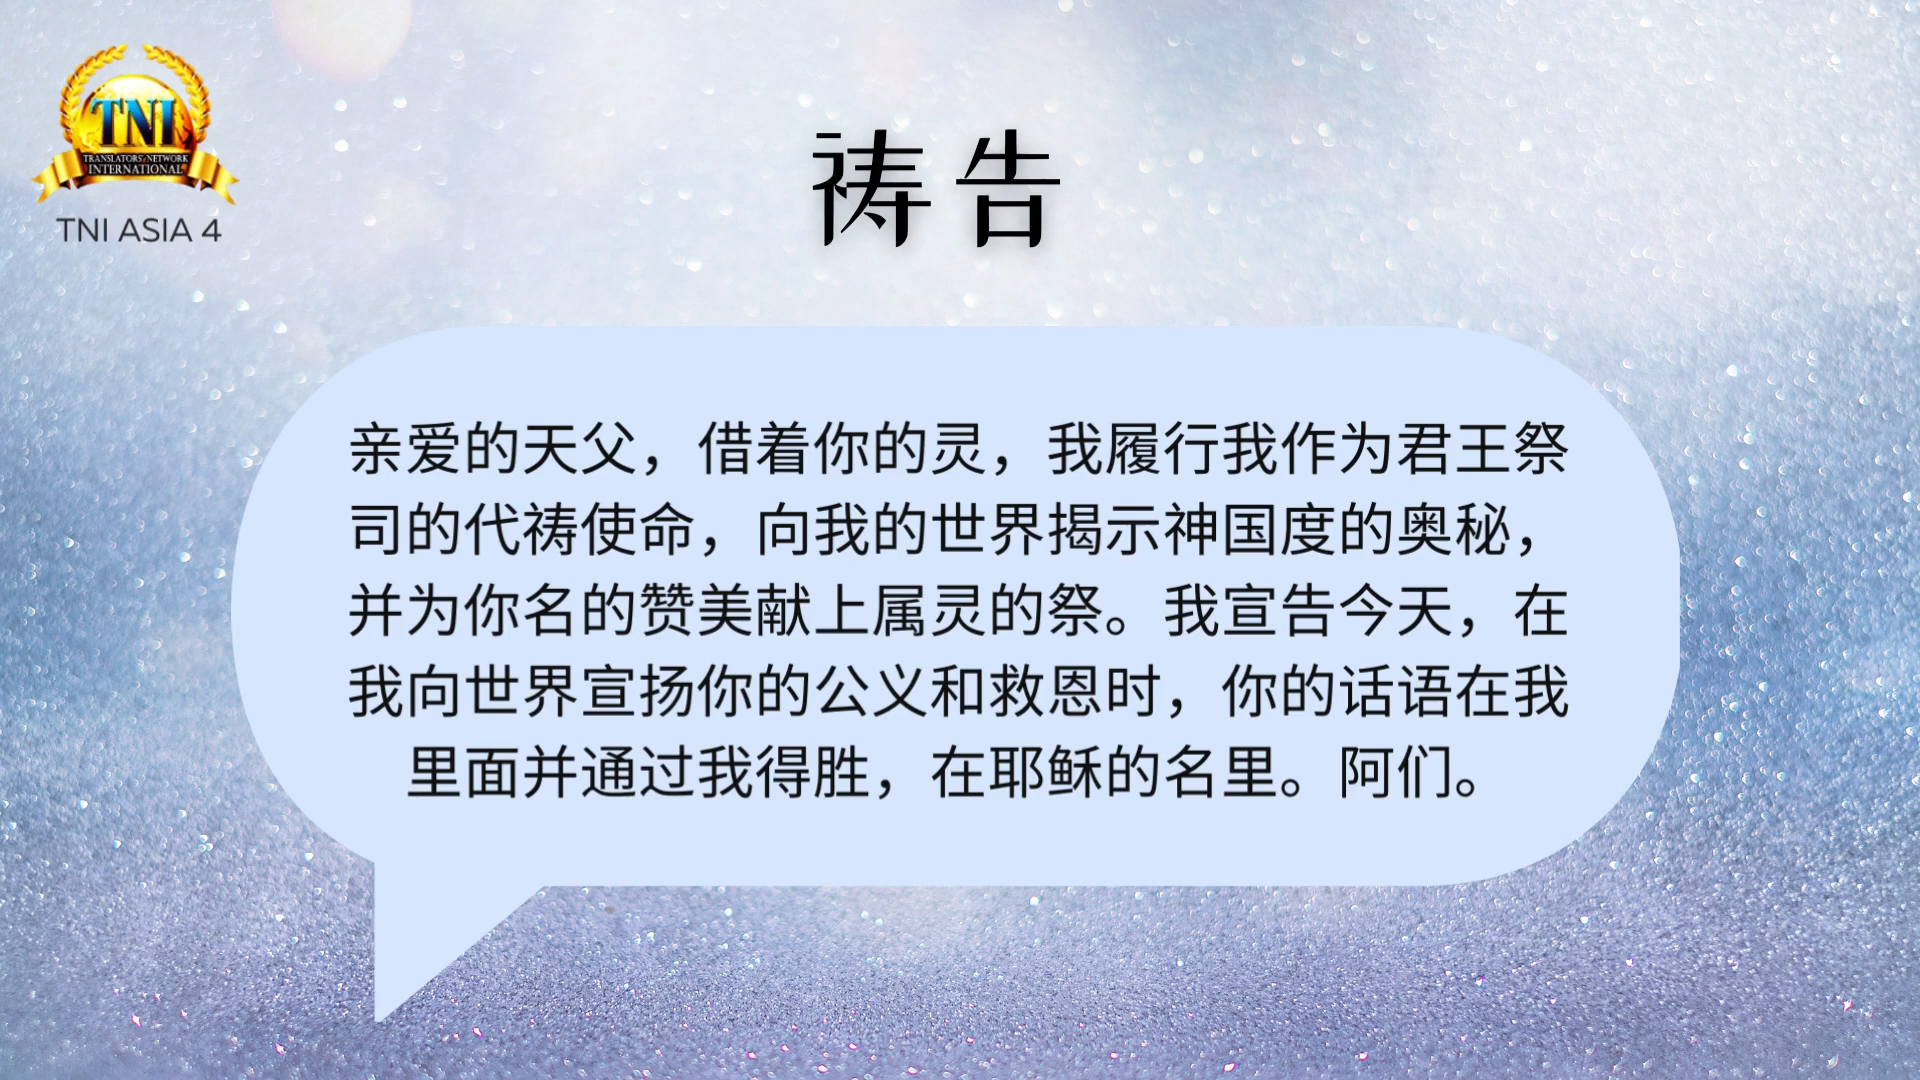 TNI
TRANSLATORS' NETWORK
INTERNATIONAL
TNI ASIA 4
祷告
亲爱的天父，借着你的灵，我履行我作为君王祭
司的代祷使命，向我的世界揭示神国度的奥秘，
并为你名的赞美献上属灵的祭。我宣告今天，在
我向世界宣扬你的公义和救恩时，你的话语在我
里面并通过我得胜，在耶稣的名里。阿们。